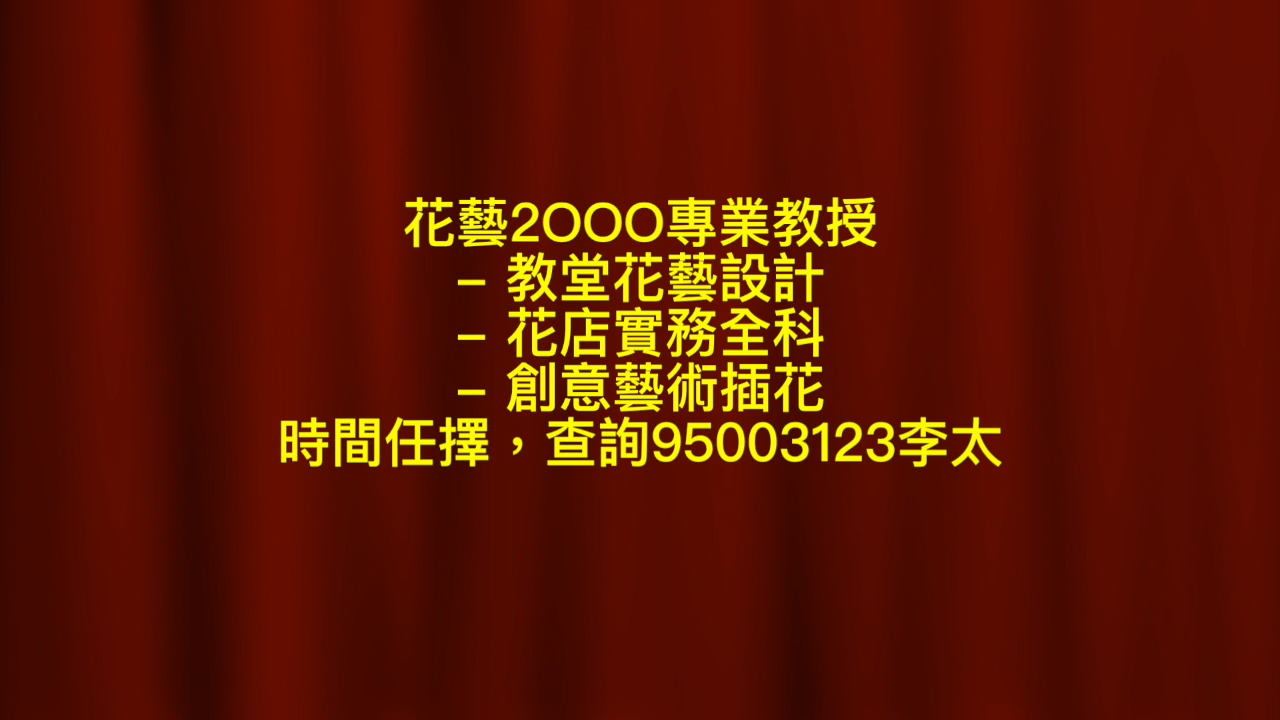 花藝2OOO專業教授
– 教堂花藝設計
– 花店實務全科
– 創意藝術插花
時間任擇，查詢95003123李太